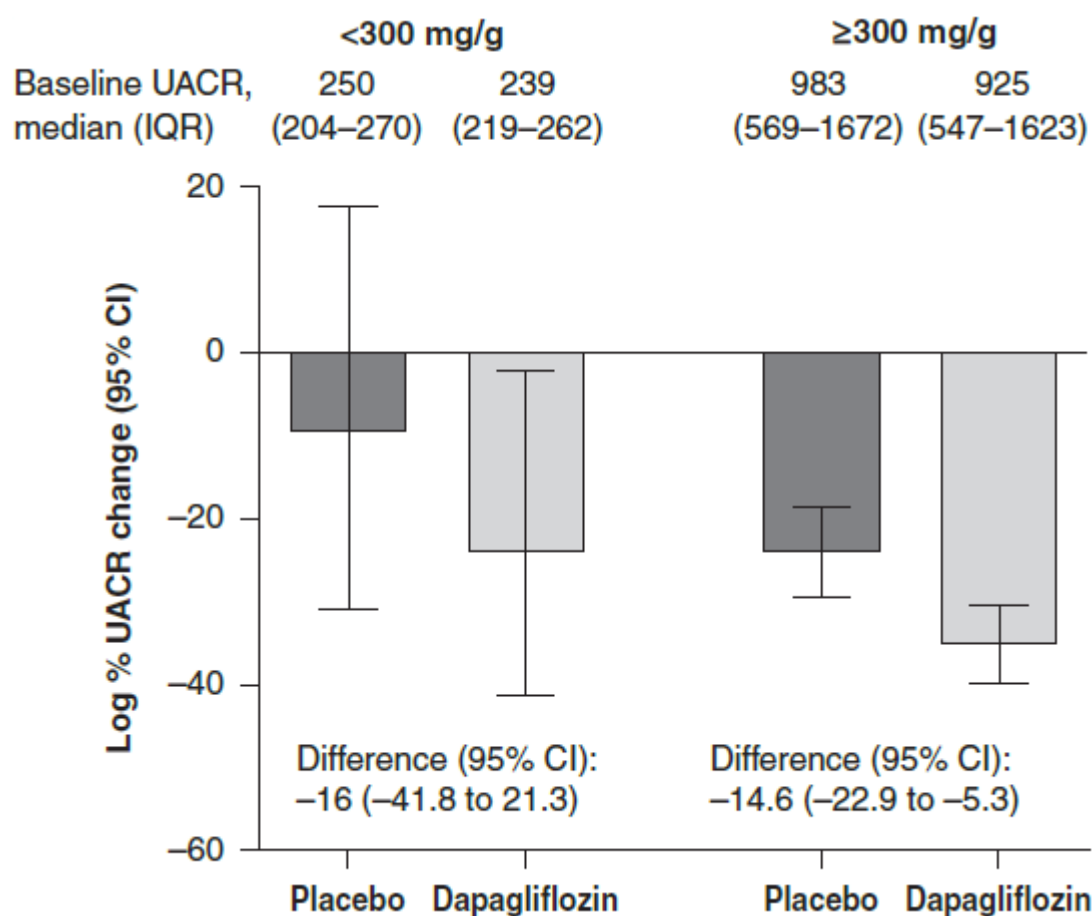 <300 mg/g ≥300 mg/g
Baseline UACR, 250 239 983 925
median (IQR) (204–270) (219–262) (569–1672) (547–1623)
Log % UACR change (95% CI)
20
0
–20
–40
–60
Difference (95% CI): Difference (95% CI):
–16 (–41.8 to 21.3) –14.6 (–22.9 to –5.3)
Placebo Dapagliflozin Placebo Dapagliflozin